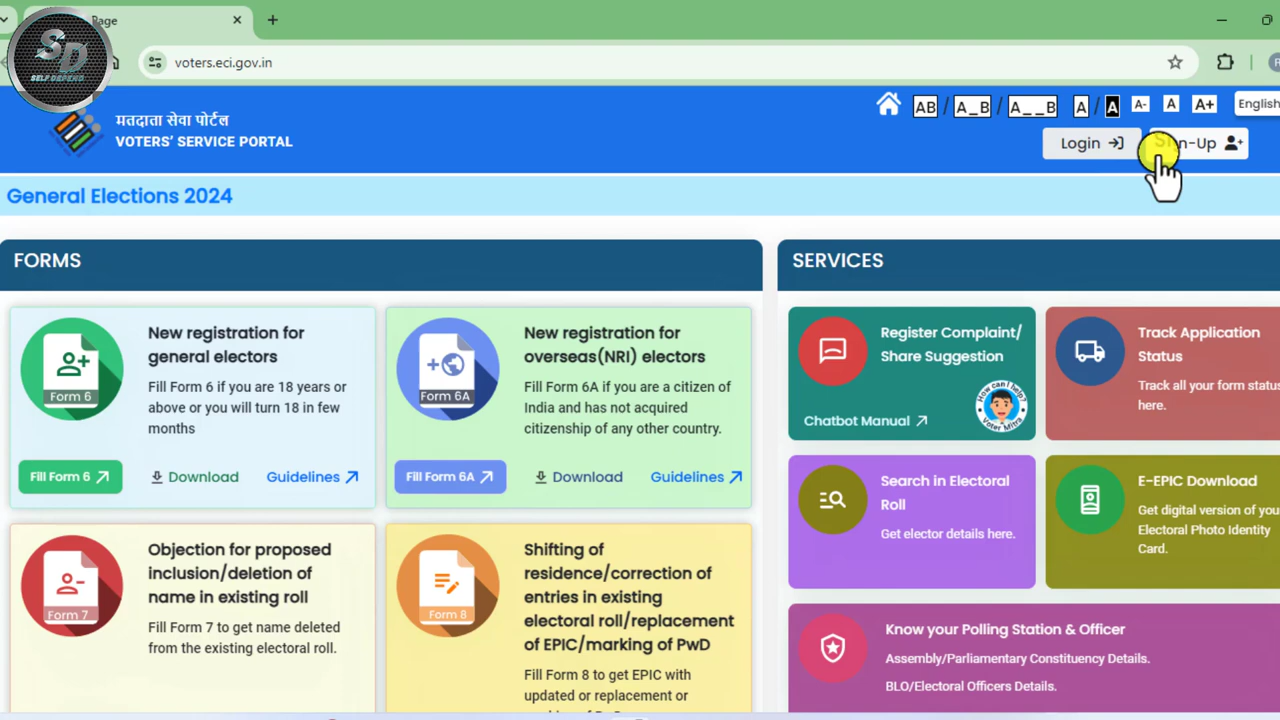 Page
SD
SELF DEPEND
voters.eci.gov.in
मतदाता सेवा पोर्टल
VOTERS' SERVICE PORTAL
AB / A_B / A__B A / A A- A A+ English
Login
n-Up
General Elections 2024
FORMS
New registration for
general electors
Fill Form 6 if you are 18 years or
above or you will turn 18 in few
months
Form 6
Fill Form 6 Download Guidelines
New registration for
overseas(NRI) electors
Fill Form 6A if you are a citizen of
India and has not acquired
citizenship of any other country.
Form 6A
Fill Form 6A Download Guidelines
Objection for proposed
inclusion/deletion of
name in existing roll
Fill Form 7 to get name deleted
from the existing electoral roll.
Form 7
Shifting of
residence/correction of
entries in existing
electoral roll/replacement
of EPIC/marking of PwD
Fill Form 8 to get EPIC with
updated or replacement or
Form 8
SERVICES
Register Complaint/
Share Suggestion
Chatbot Manual
How can I help?
Voter Mitra
Track Application
Status
Track all your form status
here.
Search in Electoral
Roll
Get elector details here.
E-EPIC Download
Get digital version of you
Electoral Photo Identity
Card.
Know your Polling Station & Officer
Assembly/Parliamentary Constituency Details.
BLO/Electoral Officers Details.